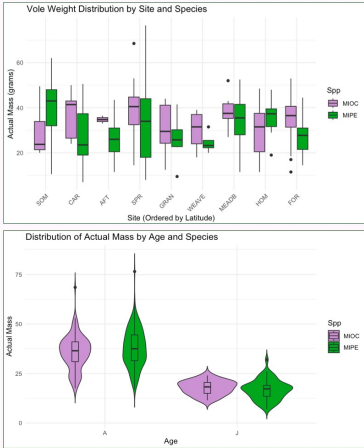 Vole Weight Distribution by Site and Species
Actual Mass (grams)
60
40
20
SOM
CAR
AFT
SPR
GRAN
WEAVE
MEADB
HOM
FOR
Site (Ordered by Latitude)
Spp
MIOC
MIPE
Distribution of Actual Mass by Age and Species
Actual Mass
75
50
25
0
A
J
Age
Spp
MIOC
MIPE